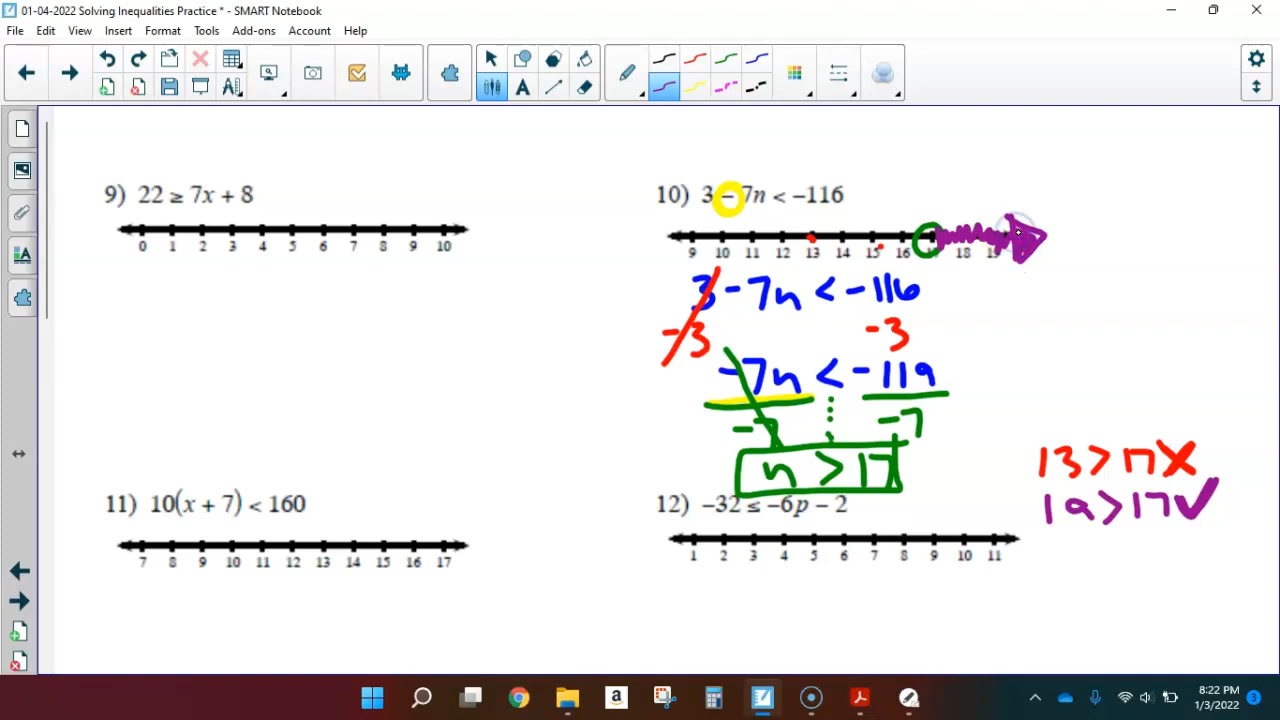 01-04-2022 Solving Inequalities Practice * - SMART Notebook
File Edit View Insert Format Tools Add-ons Account Help
9) 22 ≥ 7x + 8
0 1 2 3 4 5 6 7 8 9 10
10) 3 − 7n < −116
9 10 11 12 13 14 15 16 18 19
3 - 7n < -116
-3 -3
-7n < -119
-7 -7
n > 17
13 > 17 X
19 > 17 ✓
11) 10(x + 7) < 160
7 8 9 10 11 12 13 14 15 16 17
12) −32 ≤ −6p − 2
1 2 3 4 5 6 7 8 9 10 11
8:22 PM
1/3/2022
3